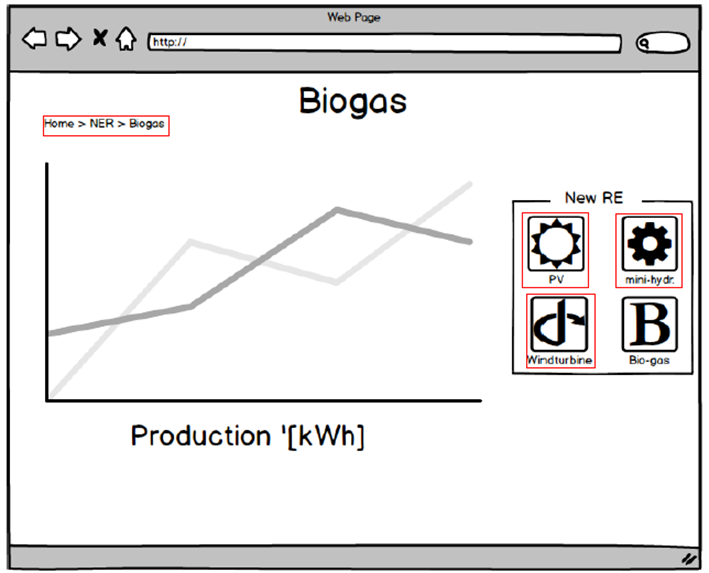 Web Page
http://
Biogas
Home > NER > Biogas
New RE
PV
mini-hydr.
Windturbine
B
Bio-gas
Production '[kWh]